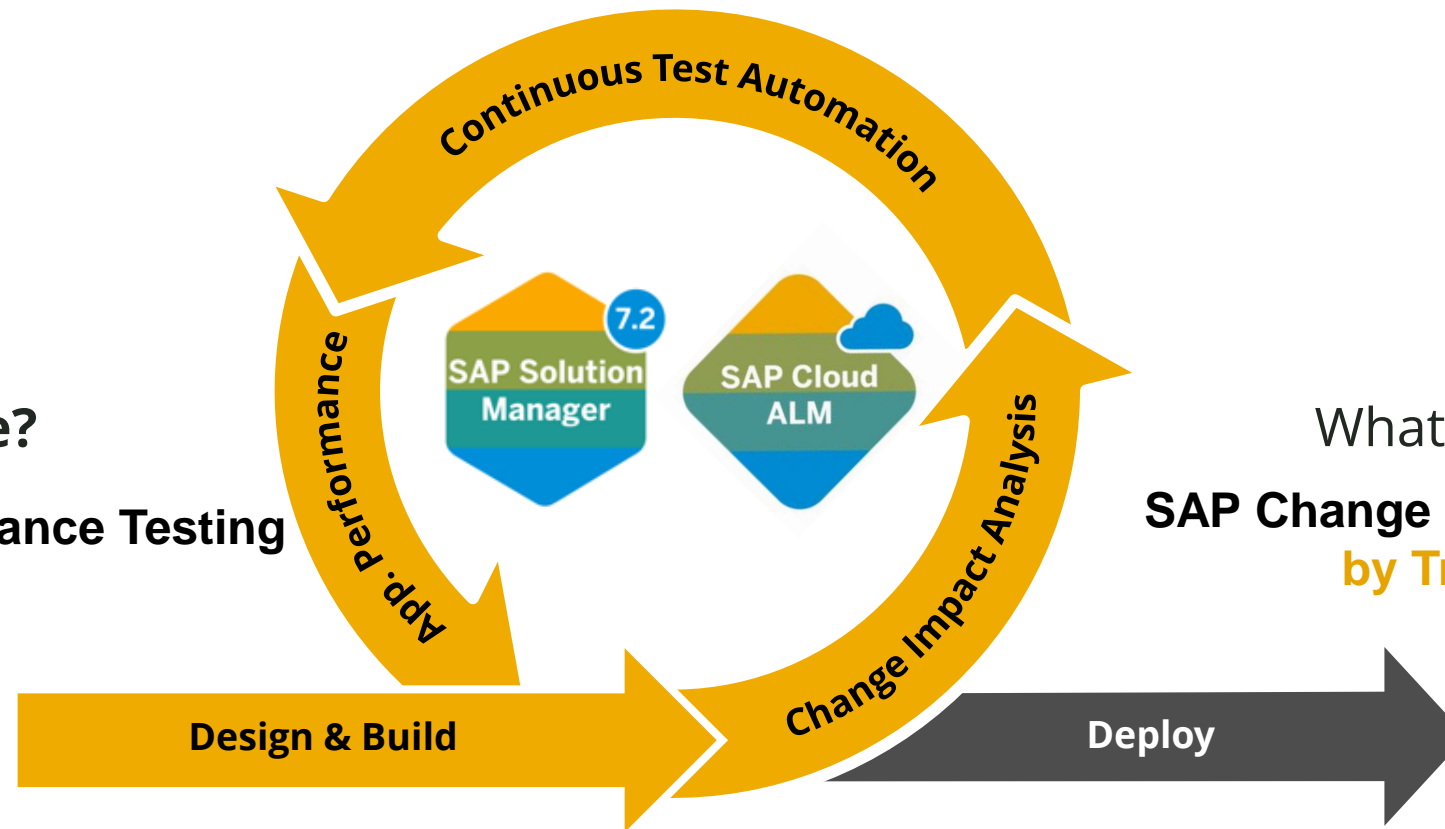 Continuous Test Automation
7.2
SAP Solution
Manager
SAP Cloud
ALM
App. Performance
Change Impact Analysis
e?
ance Testing
What
SAP Change
by Tr
Design & Build
Deploy